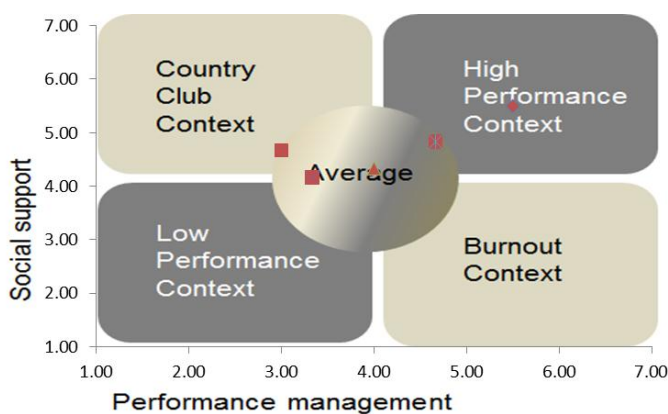 7.00
6.00
5.00
4.00
3.00
2.00
1.00
Social support
Country
Club
Context
High
Performance
Context
Average
Low
Performance
Context
Burnout
Context
1.00 2.00 3.00 4.00 5.00 6.00 7.00
Performance management